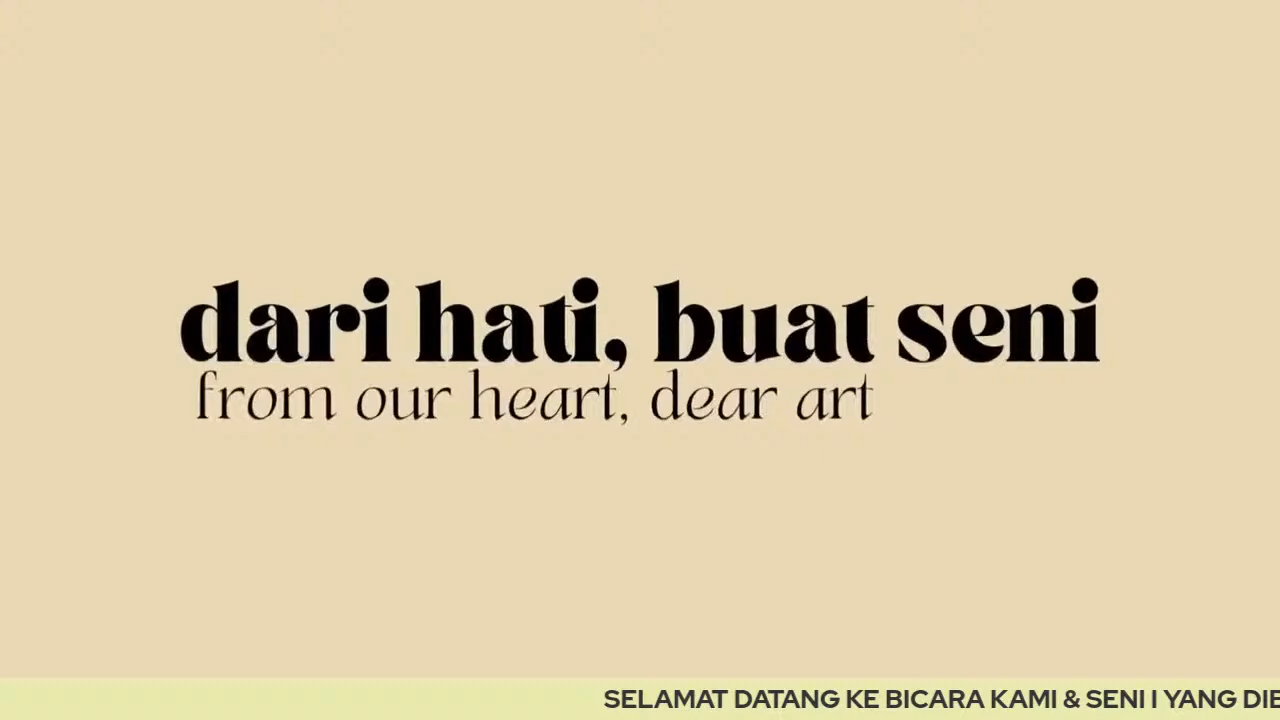 dari hati, buat seni
from our heart, dear art
SELAMAT DATANG KE BICARA KAMI & SENI I YANG